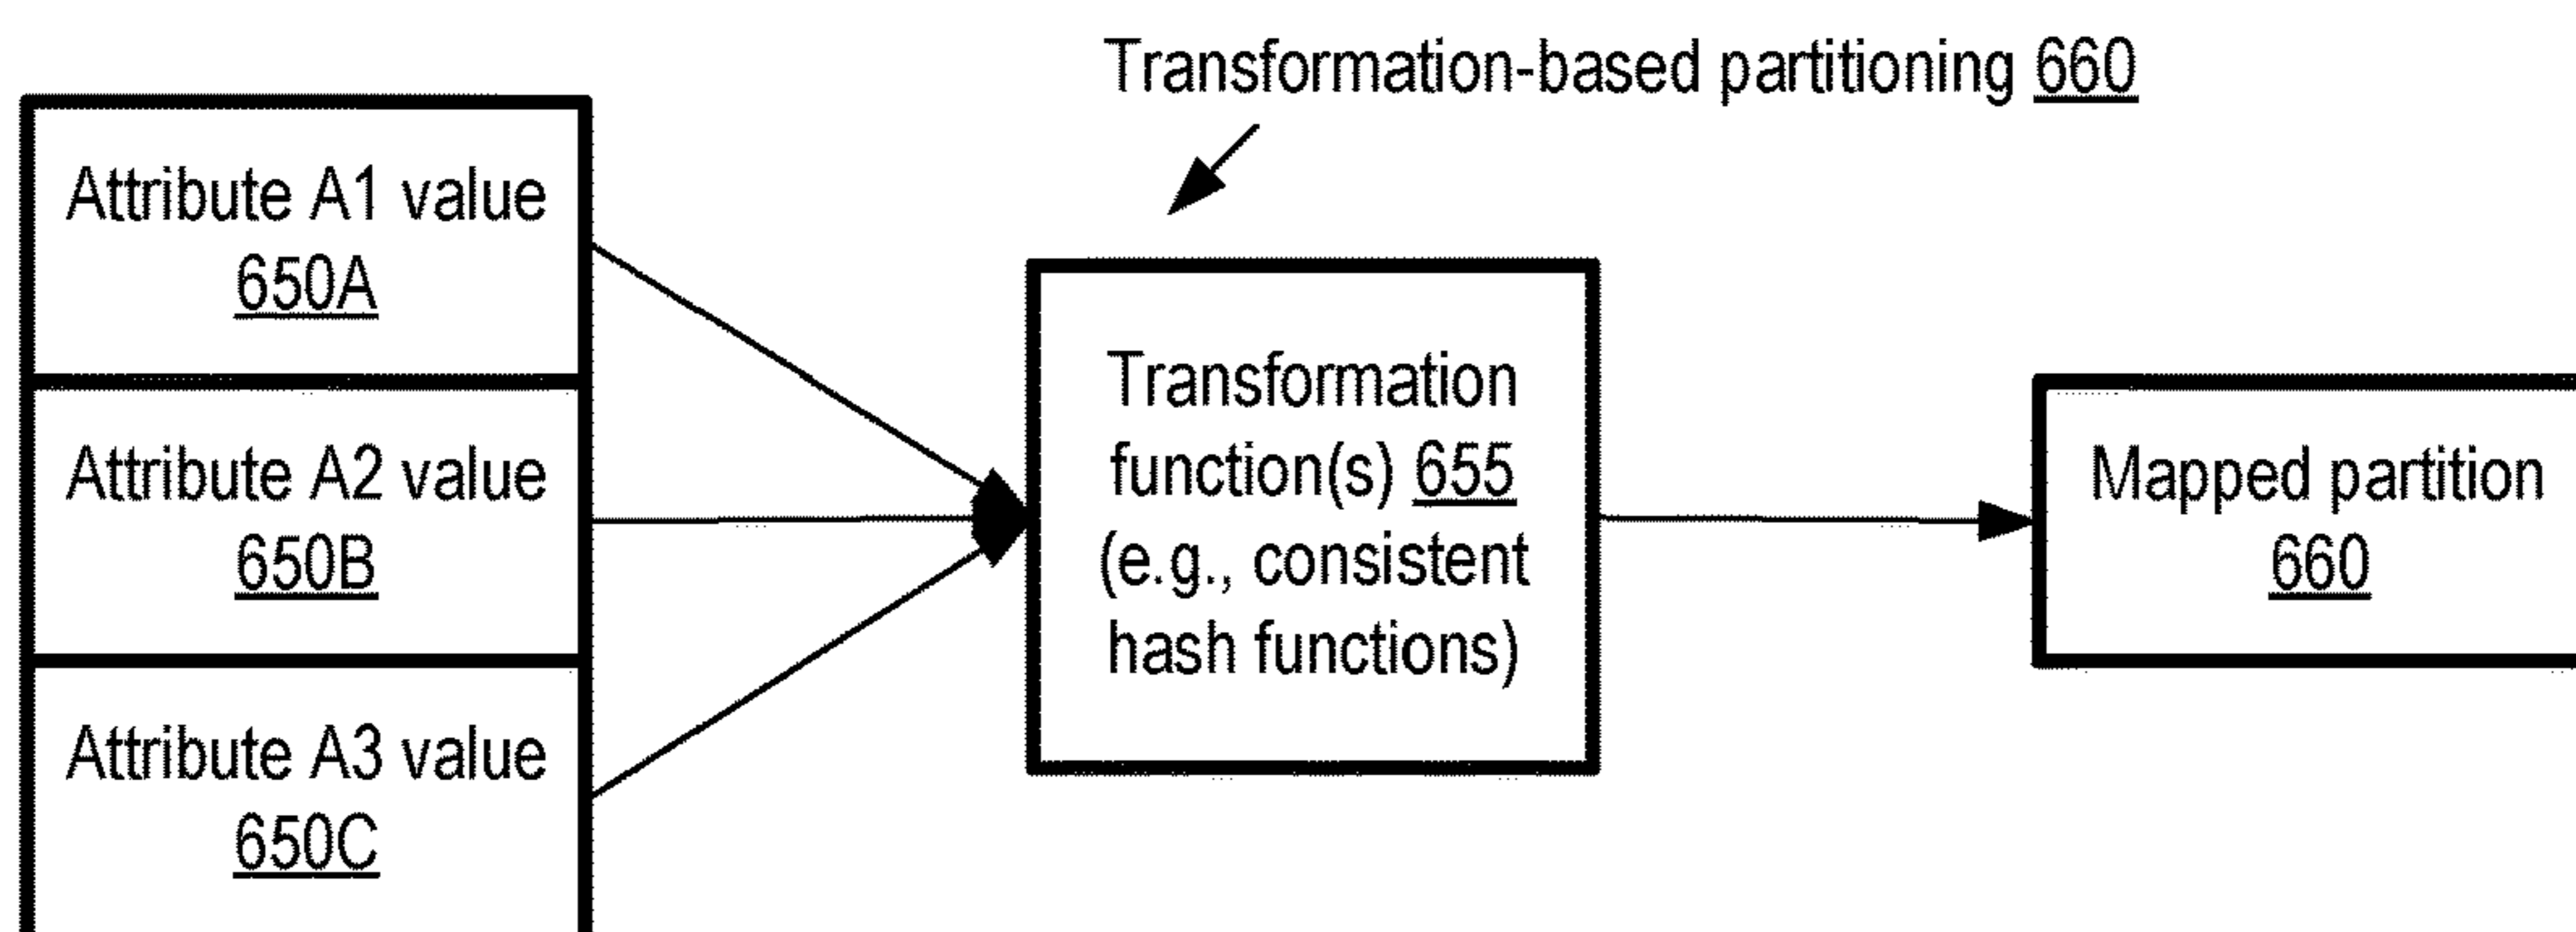 Transformation-based partitioning 660
Attribute A1 value
650A
Attribute A2 value
650B
Attribute A3 value
650C
Transformation
function(s) 655
(e.g., consistent
hash functions)
Mapped partition
660